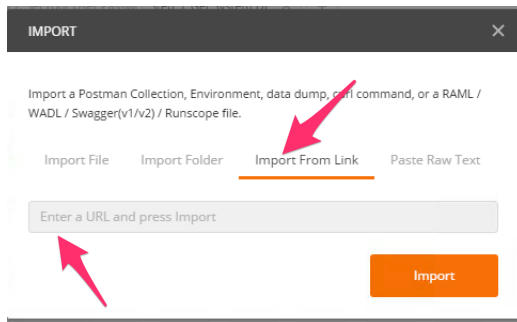 IMPORT
Import a Postman Collection, Environment, data dump, curl command, or a RAML /
WADL / Swagger(v1/v2) / Runscope file.
Import File Import Folder Import From Link Paste Raw Text
Enter a URL and press Import
Import